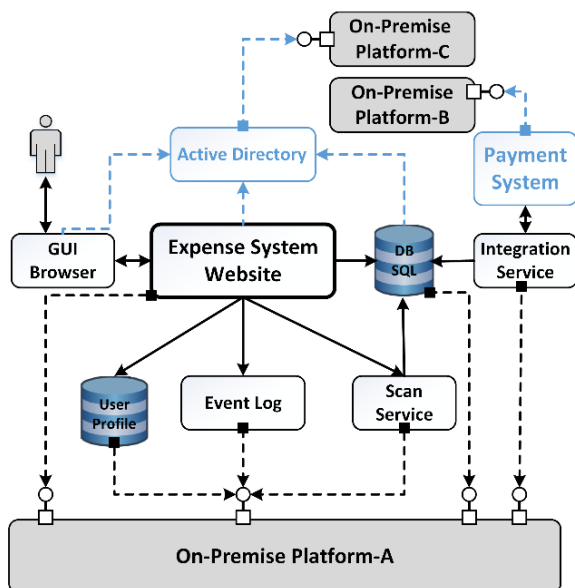 On-Premise
Platform-C
On-Premise
Platform-B
Active Directory
Payment
System
GUI
Browser
Expense System
Website
DB
SQL
Integration
Service
User
Profile
Event Log
Scan
Service
On-Premise Platform-A